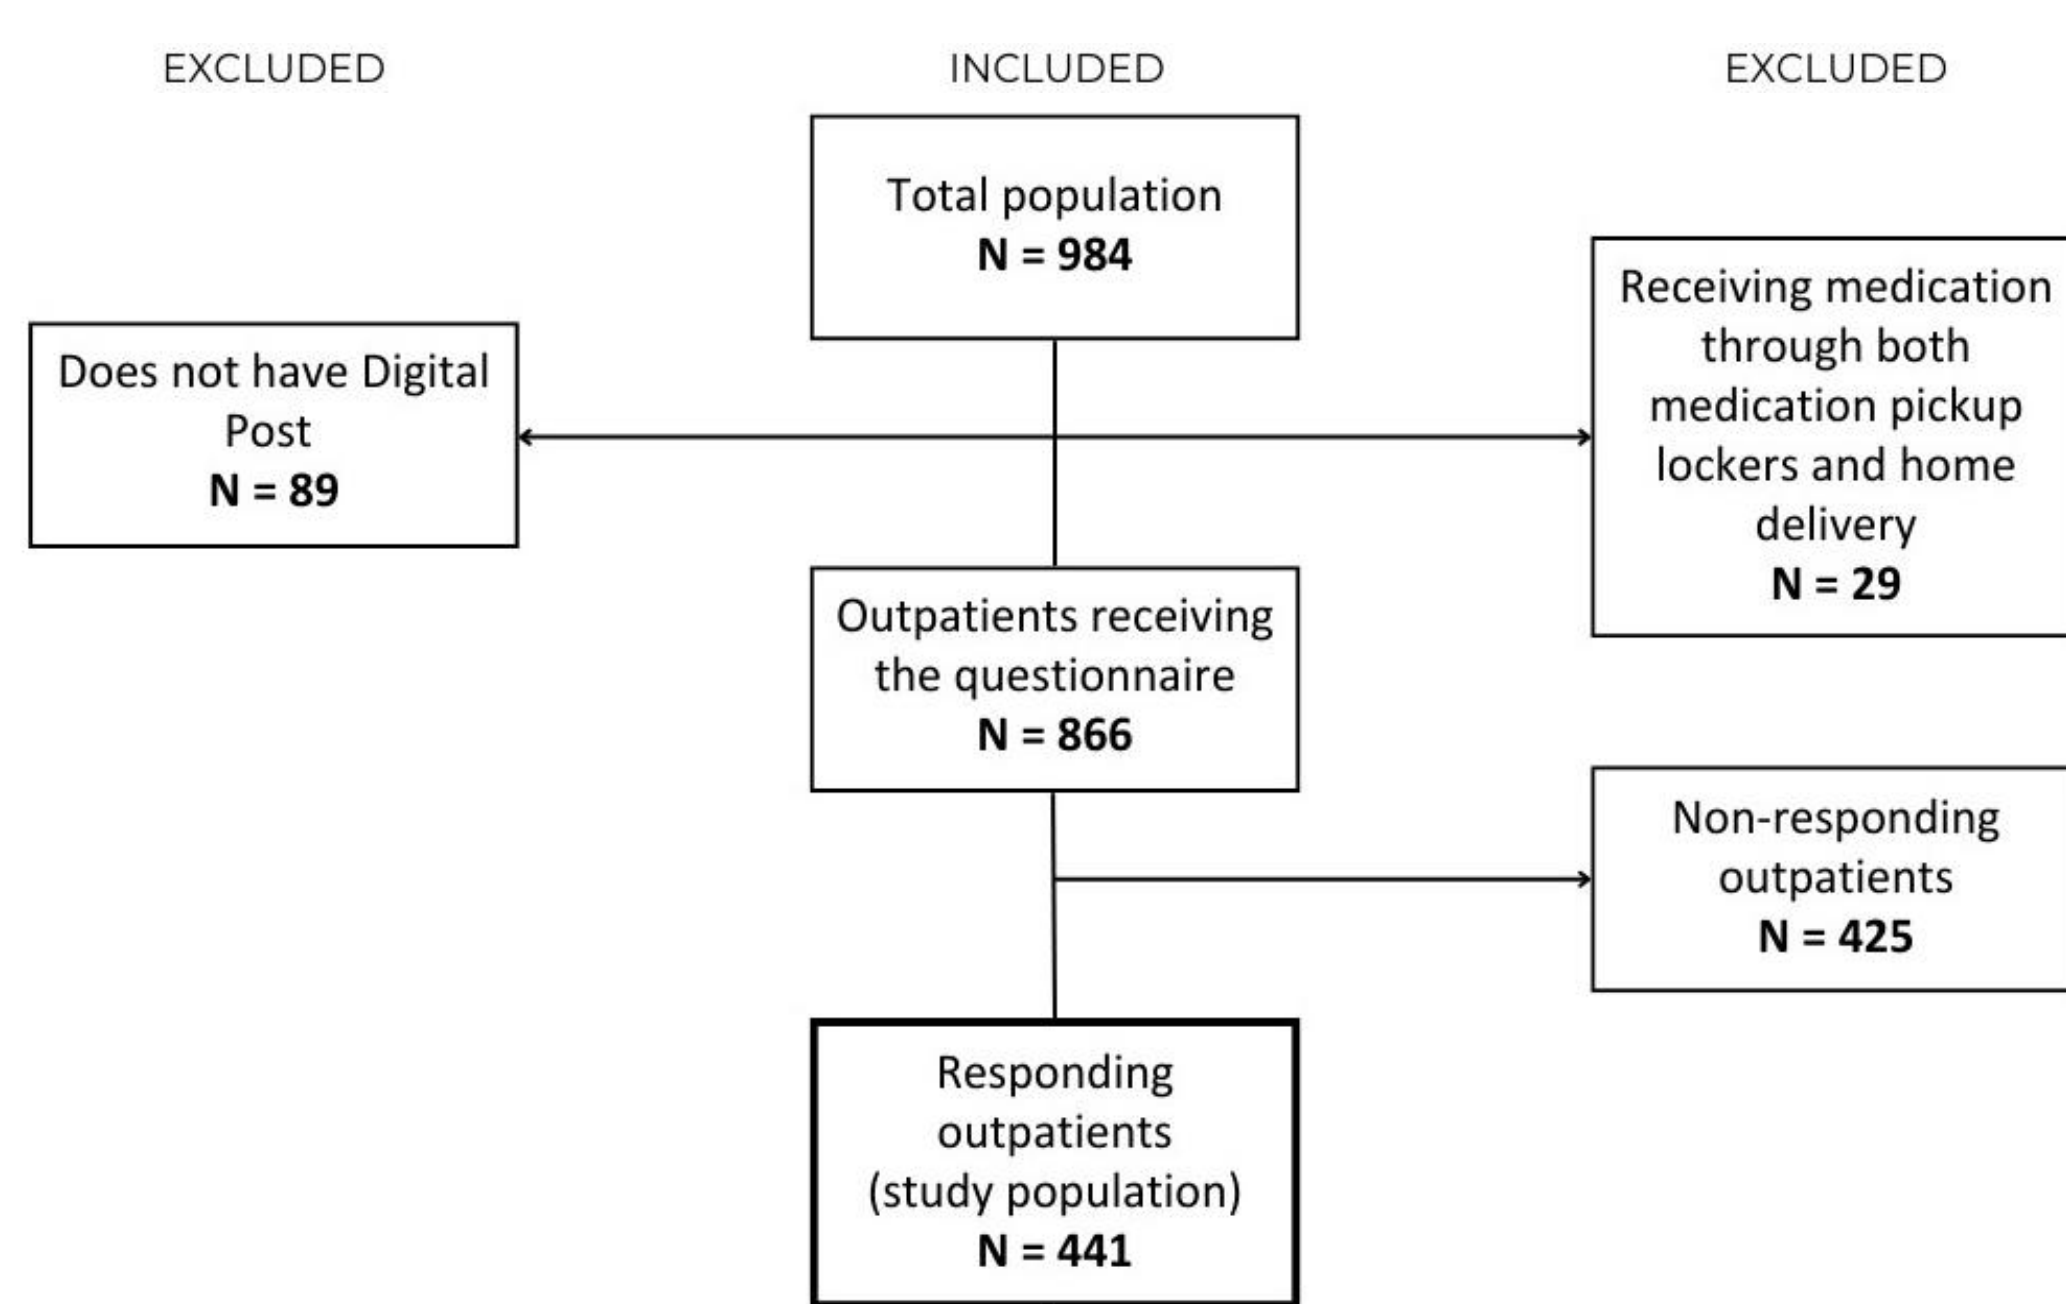 EXCLUDED
INCLUDED
EXCLUDED
Total population
N = 984
Does not have Digital
Post
N = 89
Receiving medication
through both
medication pickup
lockers and home
delivery
N = 29
Outpatients receiving
the questionnaire
N = 866
Non-responding
outpatients
N = 425
Responding
outpatients
(study population)
N = 441